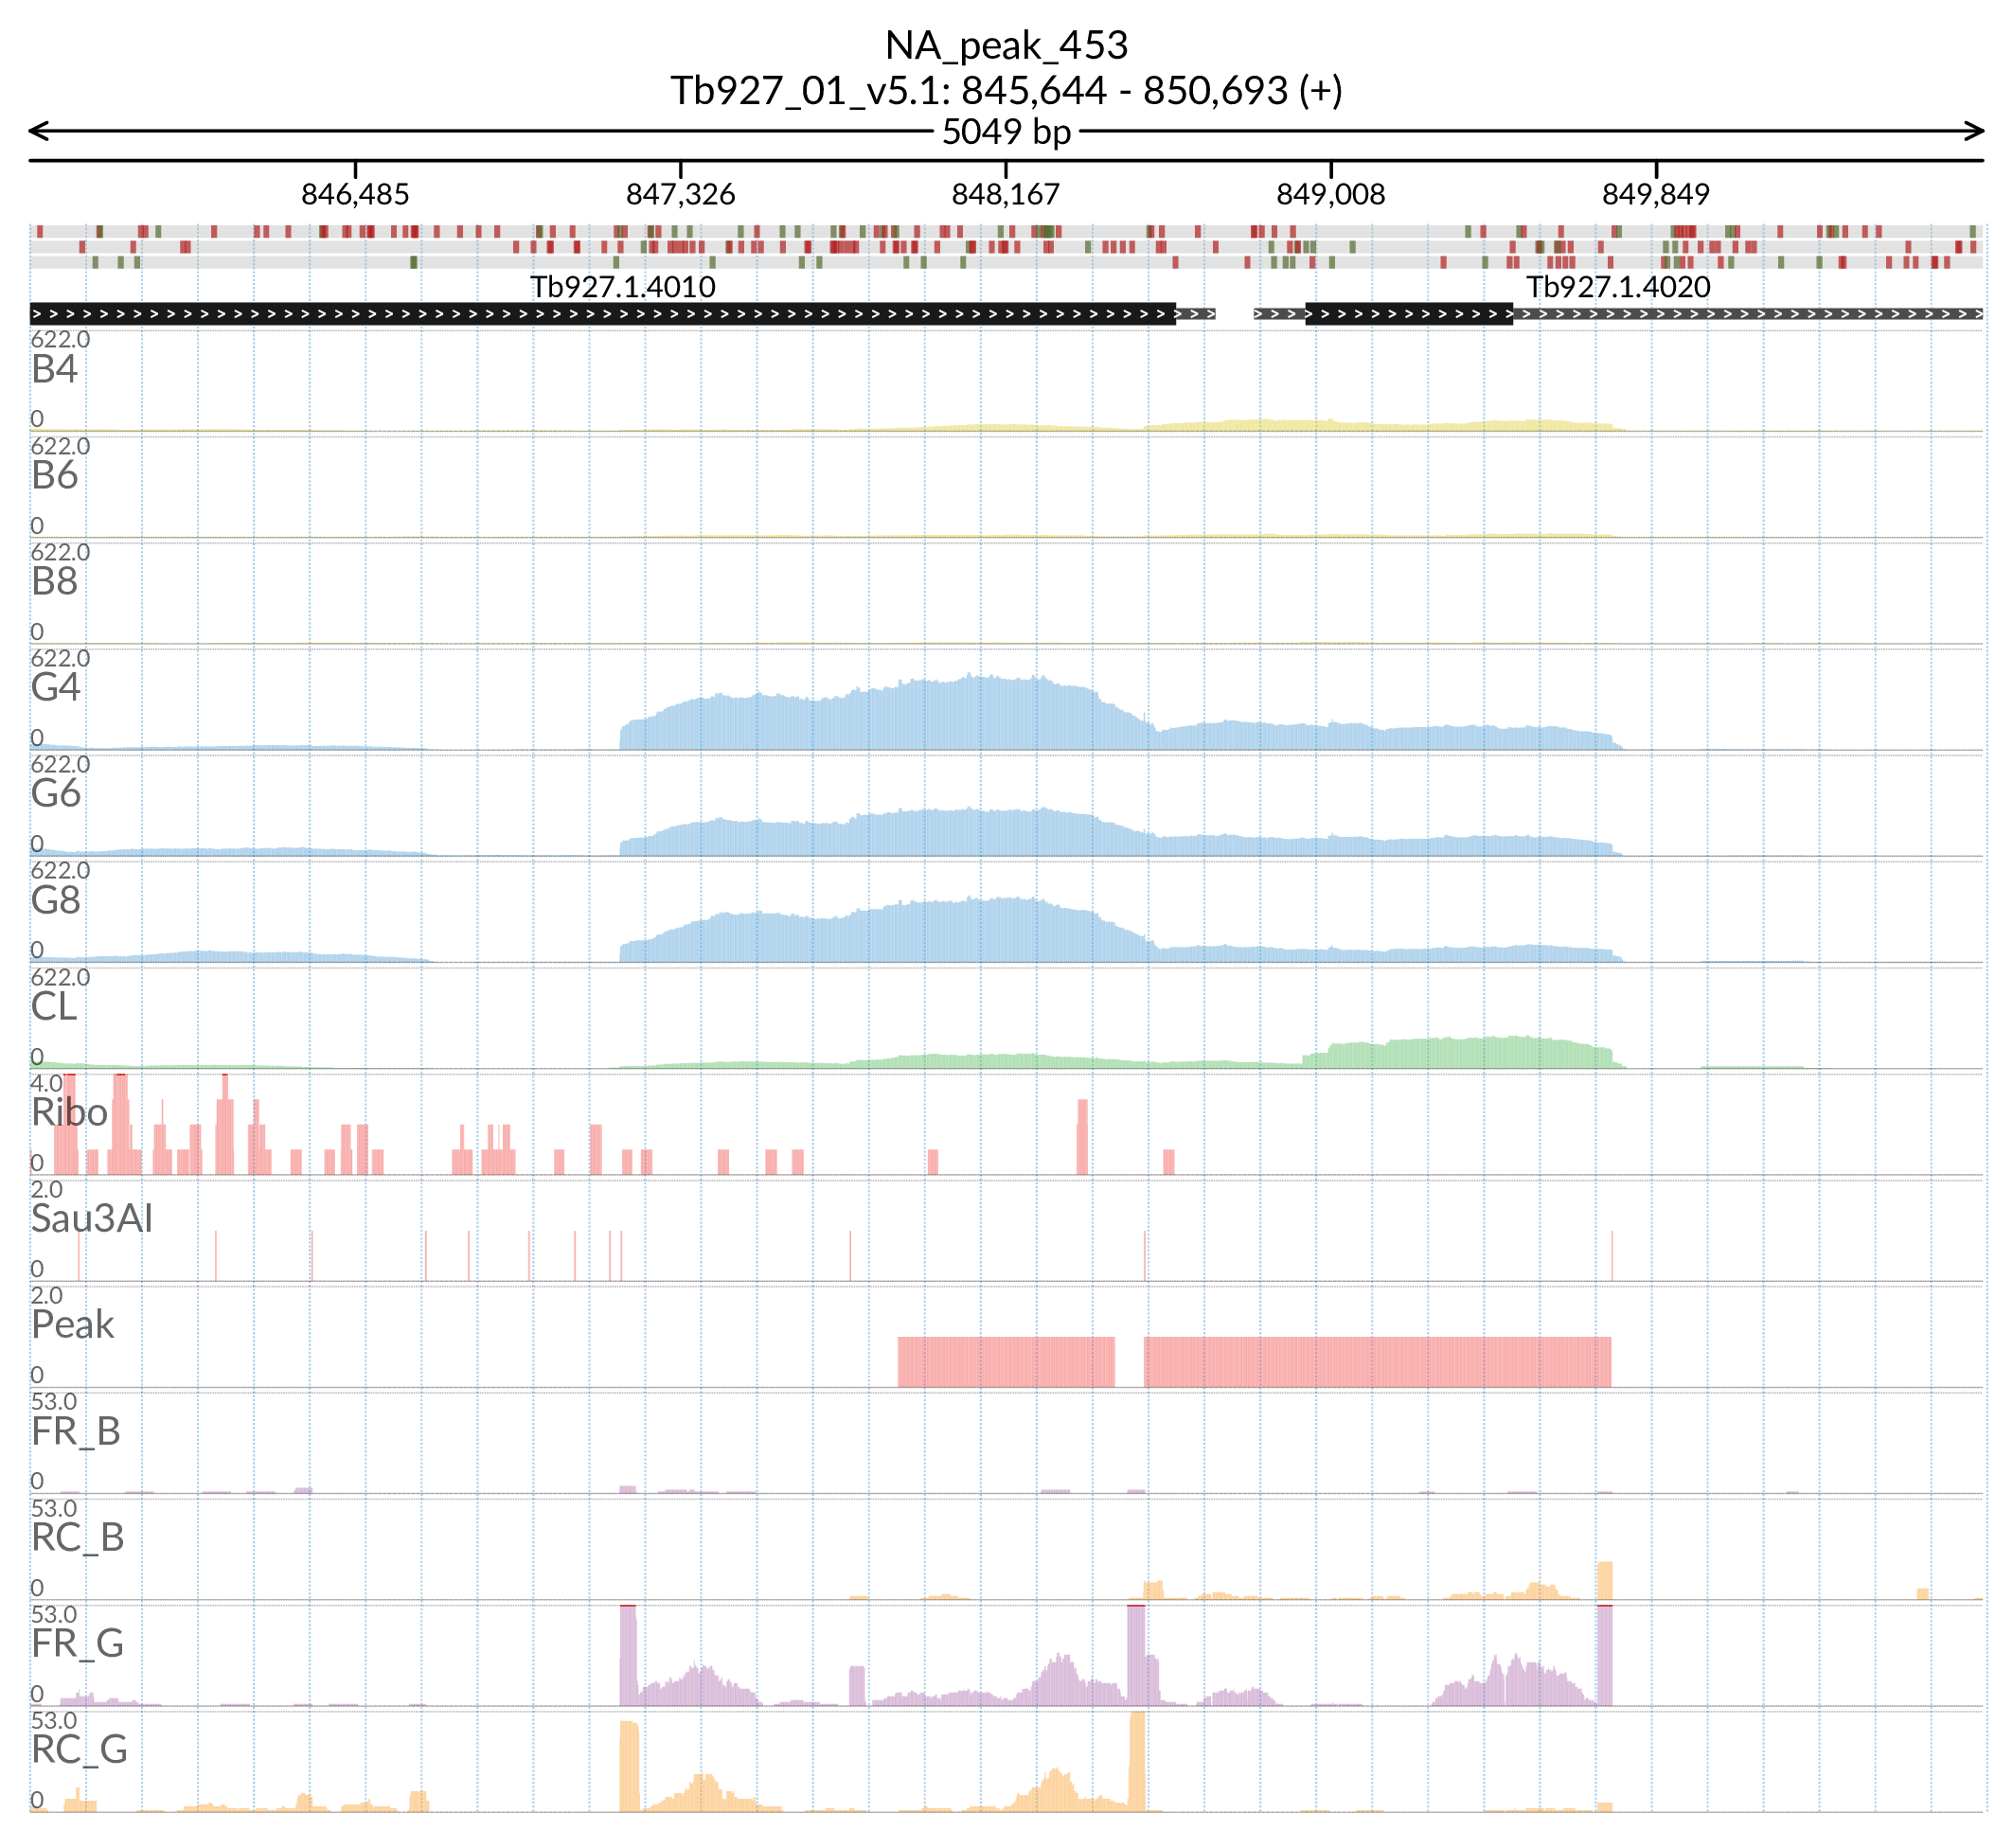 NA_peak_453
Tb927_01_v5.1: 845,644 - 850,693 (+)
5049 bp
846,485 847,326 848,167 849,008 849,849
Tb927.1.4010 Tb927.1.4020
622.0
B4
0
622.0
B6
0
622.0
B8
0
622.0
G4
0
622.0
G6
0
622.0
G8
0
622.0
CL
0
4.0
Ribo
0
2.0
Sau3AI
0
2.0
Peak
0
53.0
FR_B
0
53.0
RC_B
0
53.0
FR_G
0
53.0
RC_G
0